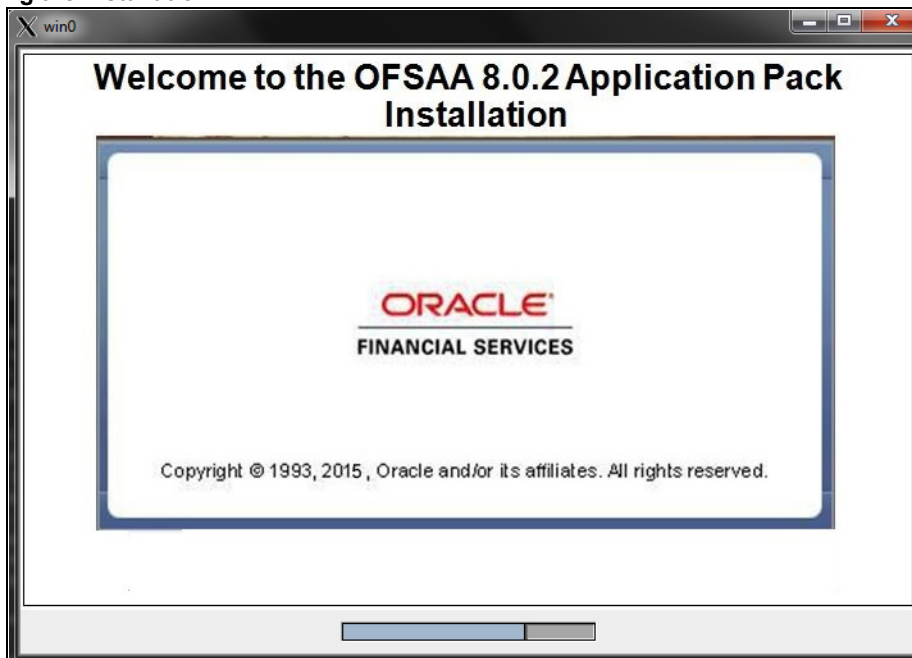 win0
Welcome to the OFSAA 8.0.2 Application Pack
Installation
ORACLE
FINANCIAL SERVICES
Copyright © 1993, 2015 , Oracle and/or its affiliates. All rights reserved.